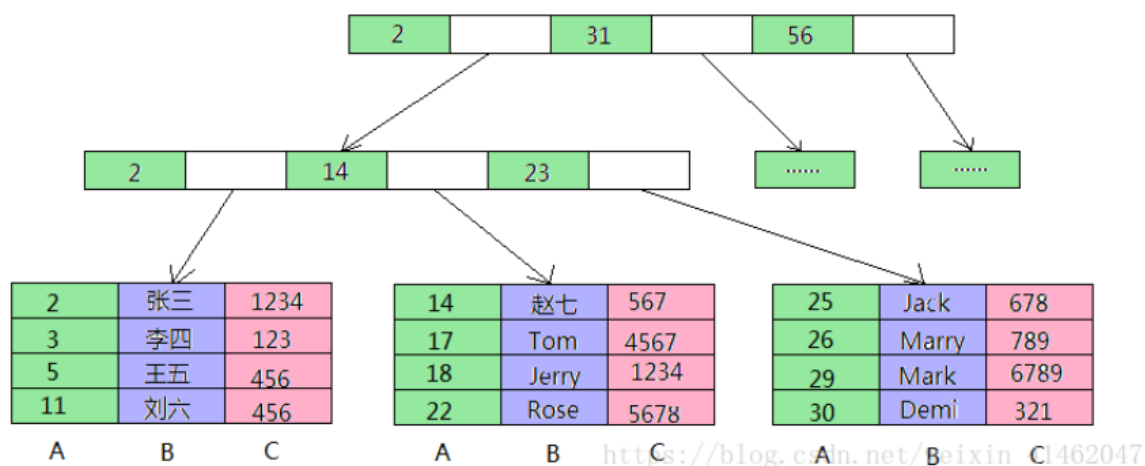 2 31 56
2 14 23 ...... ......
2 张三 1234 14 赵七 567 25 Jack 678
3 李四 123 17 Tom 4567 26 Marry 789
5 王五 456 18 Jerry 1234 29 Mark 6789
11 刘六 456 22 Rose 5678 30 Demi 321
A B C A B C A B C
https://blog.csdn.net/weixin_41462047